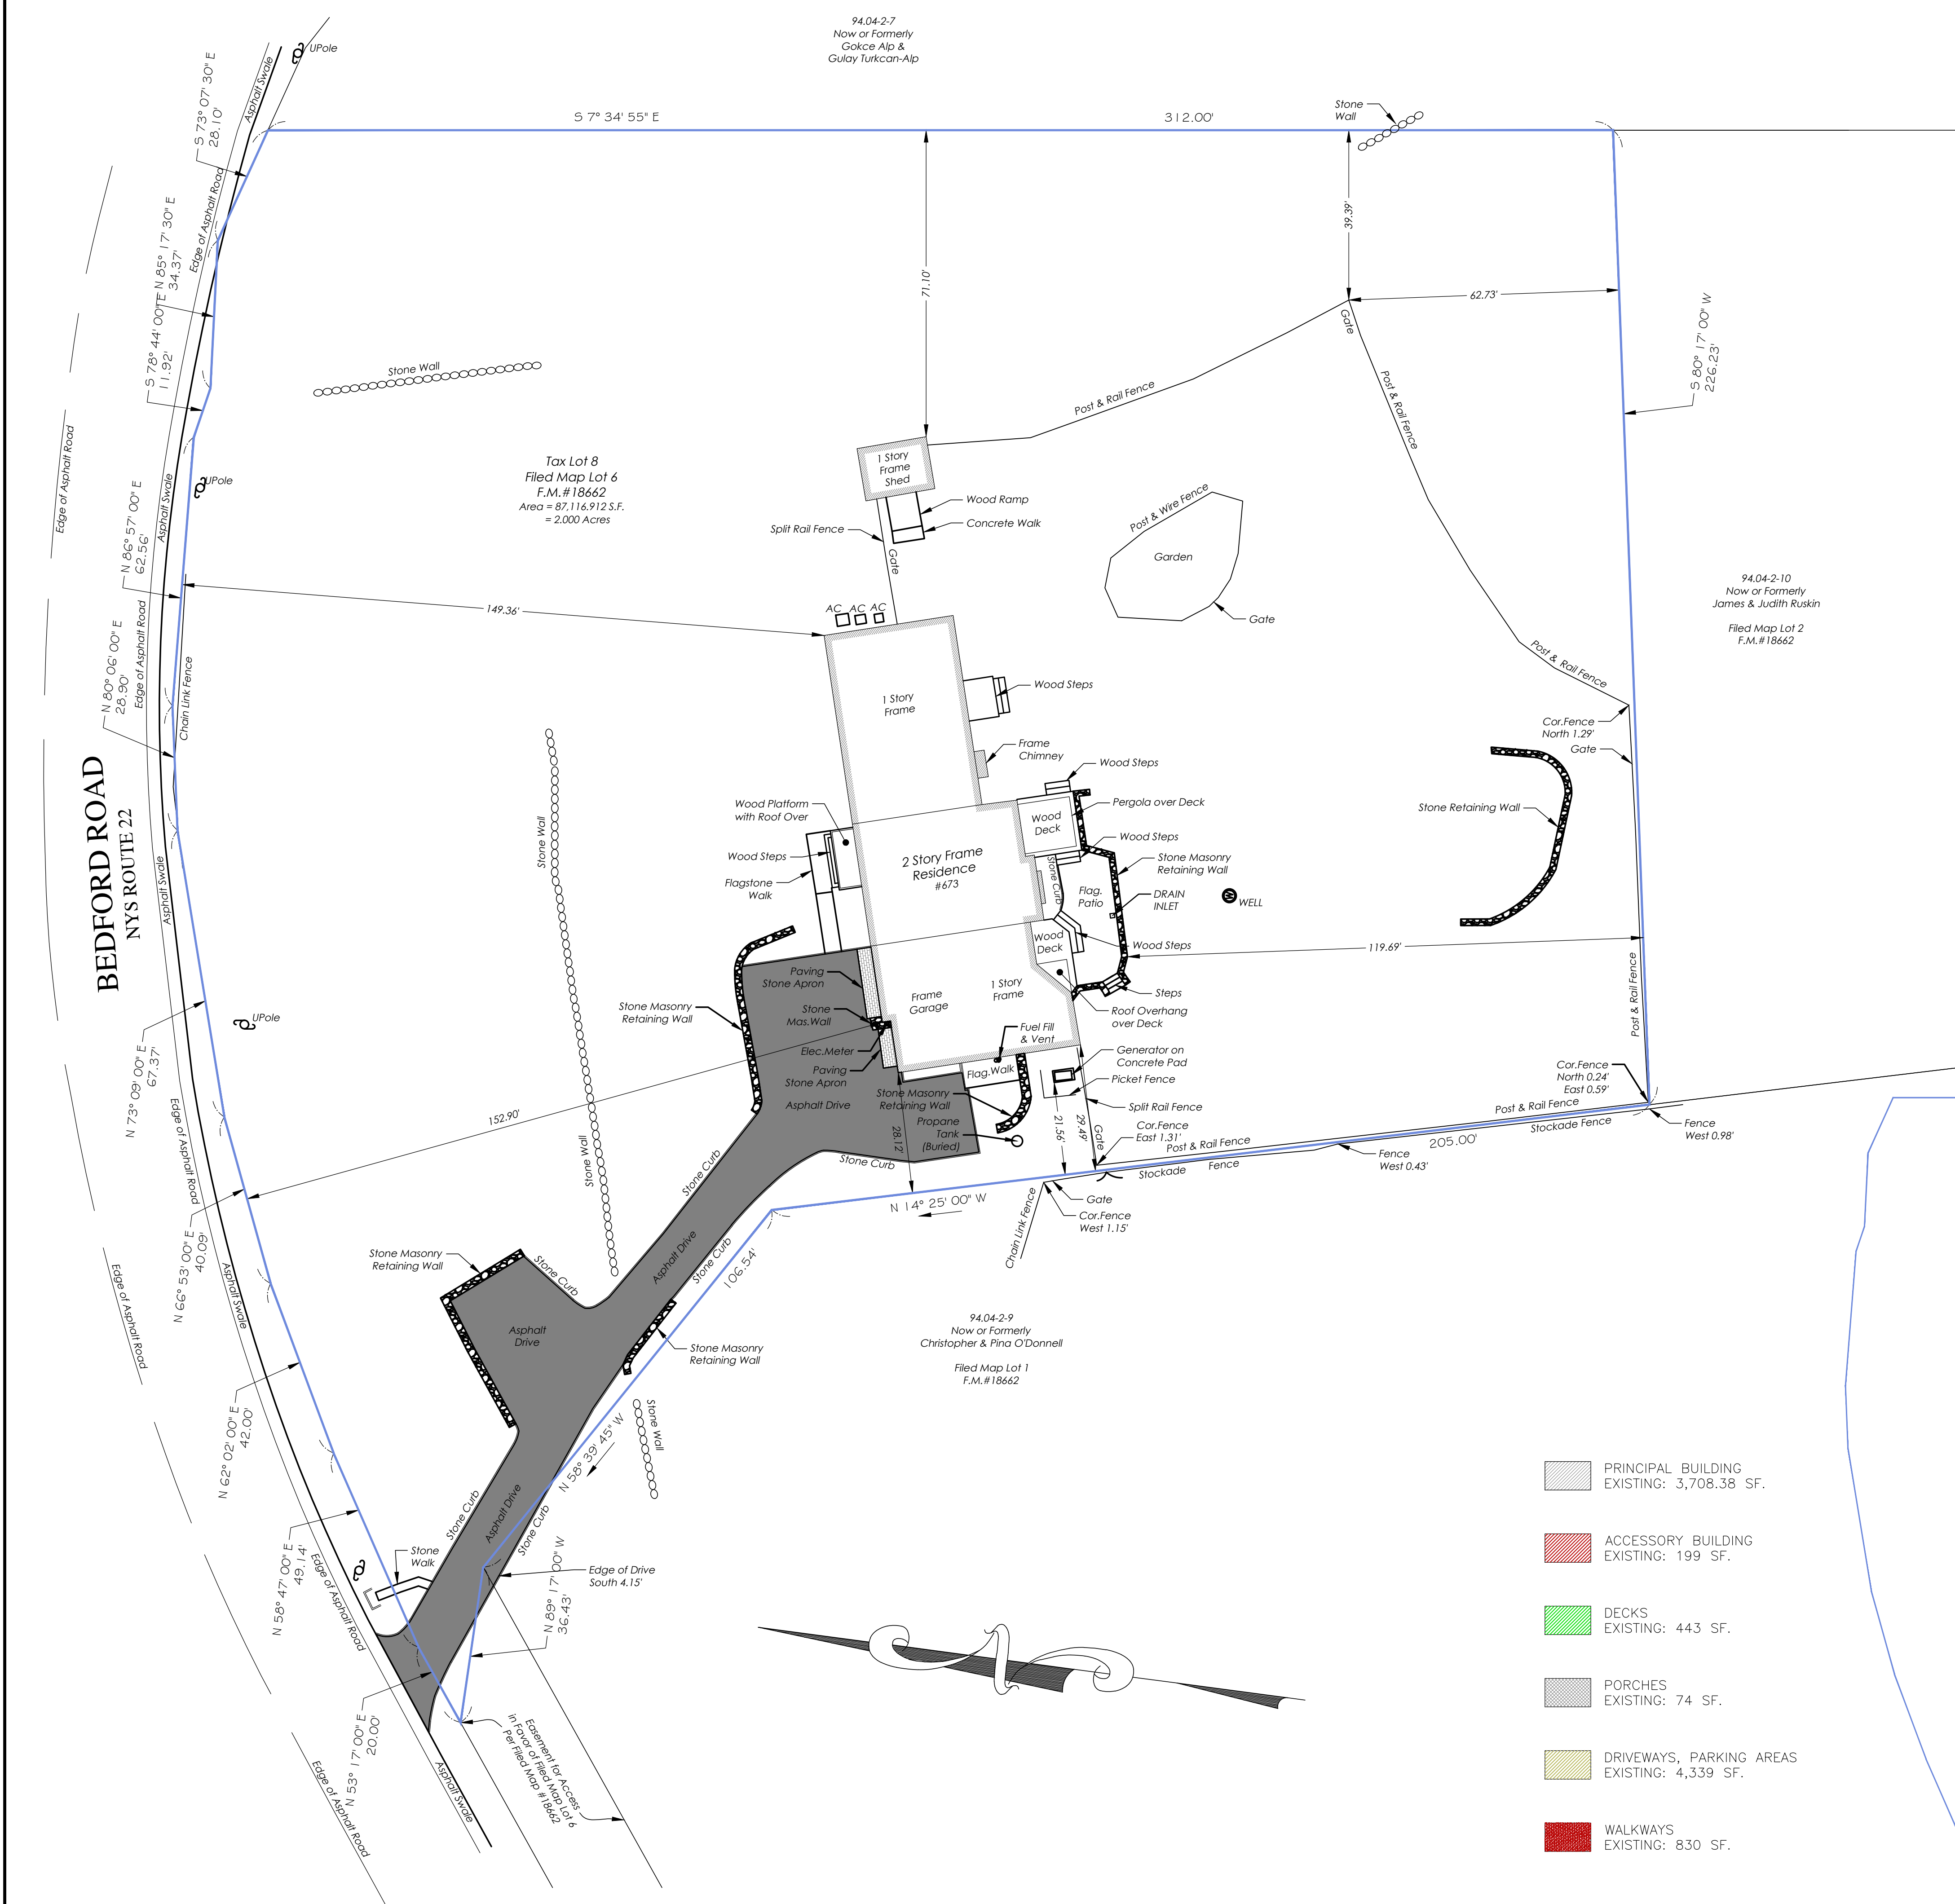 94.04-2-7
Now or Formerly
Gokce Alp &
Gulay Turkcan-Alp
UPole
Asphalt Swale
S 73° 07' 30" E
28.10'
S 7° 34' 55" E
312.00'
Stone
Wall
Edge of Asphalt Road
N 85° 17' 30" E
34.37'
71.10'
39.39'
62.73'
Gate
S 80° 17' 00" W
226.23'
S 78° 44' 00" E
11.92'
Stone Wall
Post & Rail Fence
Post & Rail Fence
Edge of Asphalt Road
Tax Lot 8
Filed Map Lot 6
F.M.#18662
Area = 87,116.912 S.F.
= 2.000 Acres
1 Story
Frame
Shed
Wood Ramp
Concrete Walk
Split Rail Fence
Gate
Post & Wire Fence
Garden
Gate
UPole
Asphalt Swale
N 86° 57' 00" E
62.56'
149.36'
AC AC AC
94.04-2-10
Now or Formerly
James & Judith Ruskin
Filed Map Lot 2
F.M.#18662
N 80° 06' 00" E
28.90'
Edge of Asphalt Road
Chain Link Fence
1 Story
Frame
Wood Steps
Post & Rail Fence
Cor.Fence
North 1.29'
Gate
Frame
Chimney
Wood Steps
BEDFORD ROAD
NYS ROUTE 22
Stone Wall
Wood Platform
with Roof Over
Wood
Deck
Pergola over Deck
Stone Retaining Wall
Wood Steps
Wood Steps
Flagstone
Walk
2 Story Frame
Residence
#673
Stone Curb
Stone Masonry
Retaining Wall
Flag.
Patio
DRAIN
INLET
W
WELL
Asphalt Swale
Wood
Deck
Wood Steps
119.69'
Post & Rail Fence
Paving
Stone Apron
Frame
Garage
1 Story
Frame
Steps
Roof Overhang
over Deck
Stone Masonry
Retaining Wall
Stone
Mas.Wall
UPole
Elec.Meter
Fuel Fill
& Vent
Generator on
Concrete Pad
N 73° 09' 00" E
67.37'
Paving
Stone Apron
Flag.Walk
Picket Fence
Cor.Fence
North 0.24'
East 0.59'
152.90'
Asphalt Drive
Stone Masonry
Retaining Wall
Split Rail Fence
Post & Rail Fence
Stockade Fence
Fence
West 0.98'
Edge of Asphalt Road
Stone Wall
28.12'
Propane
Tank
(Buried)
21.56'
29.49'
Gate
Cor.Fence
East 1.31'
Post & Rail Fence
205.00'
Fence
West 0.43'
Stone Curb
Stone Curb
Stockade
Fence
N 14° 25' 00" W
Gate
Cor.Fence
West 1.15'
Chain Link Fence
N 66° 53' 00" E
40.09'
Asphalt Swale
Edge of Asphalt Road
Stone Masonry
Retaining Wall
Stone Curb
Asphalt Drive
Stone Curb
106.54'
Asphalt
Drive
Stone Masonry
Retaining Wall
94.04-2-9
Now or Formerly
Christopher & Pina O'Donnell
Filed Map Lot 1
F.M.#18662
N 62° 02' 00" E
42.00'
Stone Wall
N 58° 39' 45" W
Stone Curb
Asphalt Drive
Stone Curb
N 58° 47' 00" E
49.14'
Edge of Asphalt Road
Stone
Walk
Edge of Drive
South 4.15'
N 89° 17' 00" W
36.43'
N 53° 17' 00" E
20.00'
Edge of Asphalt Road
Asphalt Swale
Easement for Access
in Favor of Filed Map Lot 6
Per Filed Map #18662
PRINCIPAL BUILDING
EXISTING: 3,708.38 SF.
ACCESSORY BUILDING
EXISTING: 199 SF.
DECKS
EXISTING: 443 SF.
PORCHES
EXISTING: 74 SF.
DRIVEWAYS, PARKING AREAS
EXISTING: 4,339 SF.
WALKWAYS
EXISTING: 830 SF.